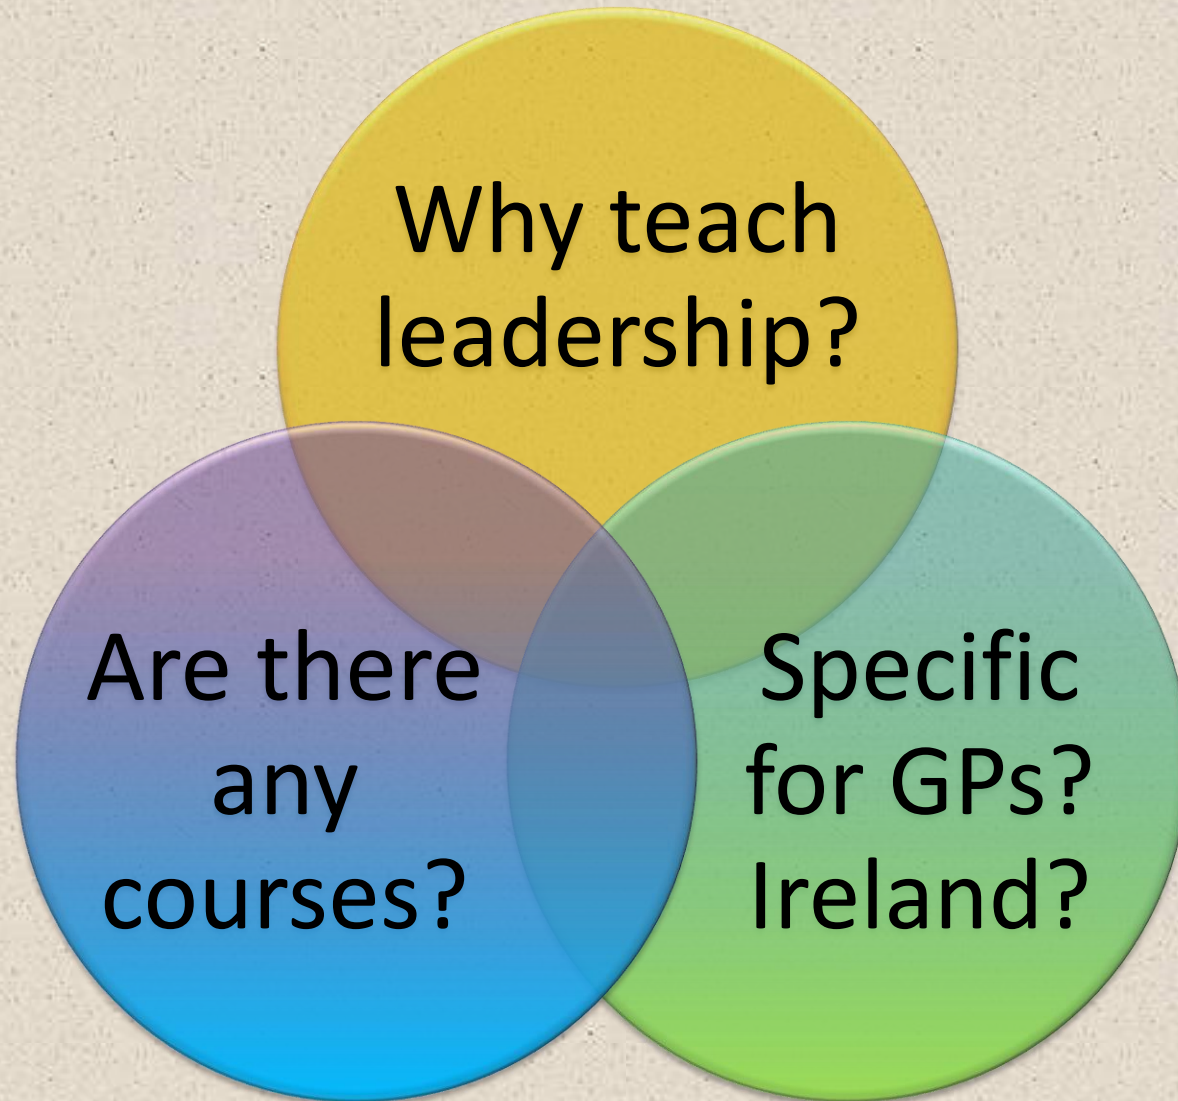 Why teach
leadership?
Are there
any
courses?
Specific
for GPs?
Ireland?